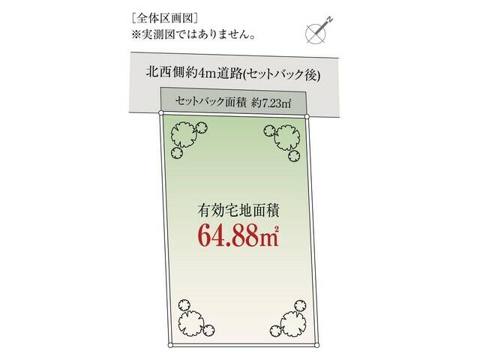 [全体区画図]
※実測図ではありません。
N
北西側約4m道路(セットバック後)
セットバック面積 約7.23㎡
有効宅地面積
64.88㎡